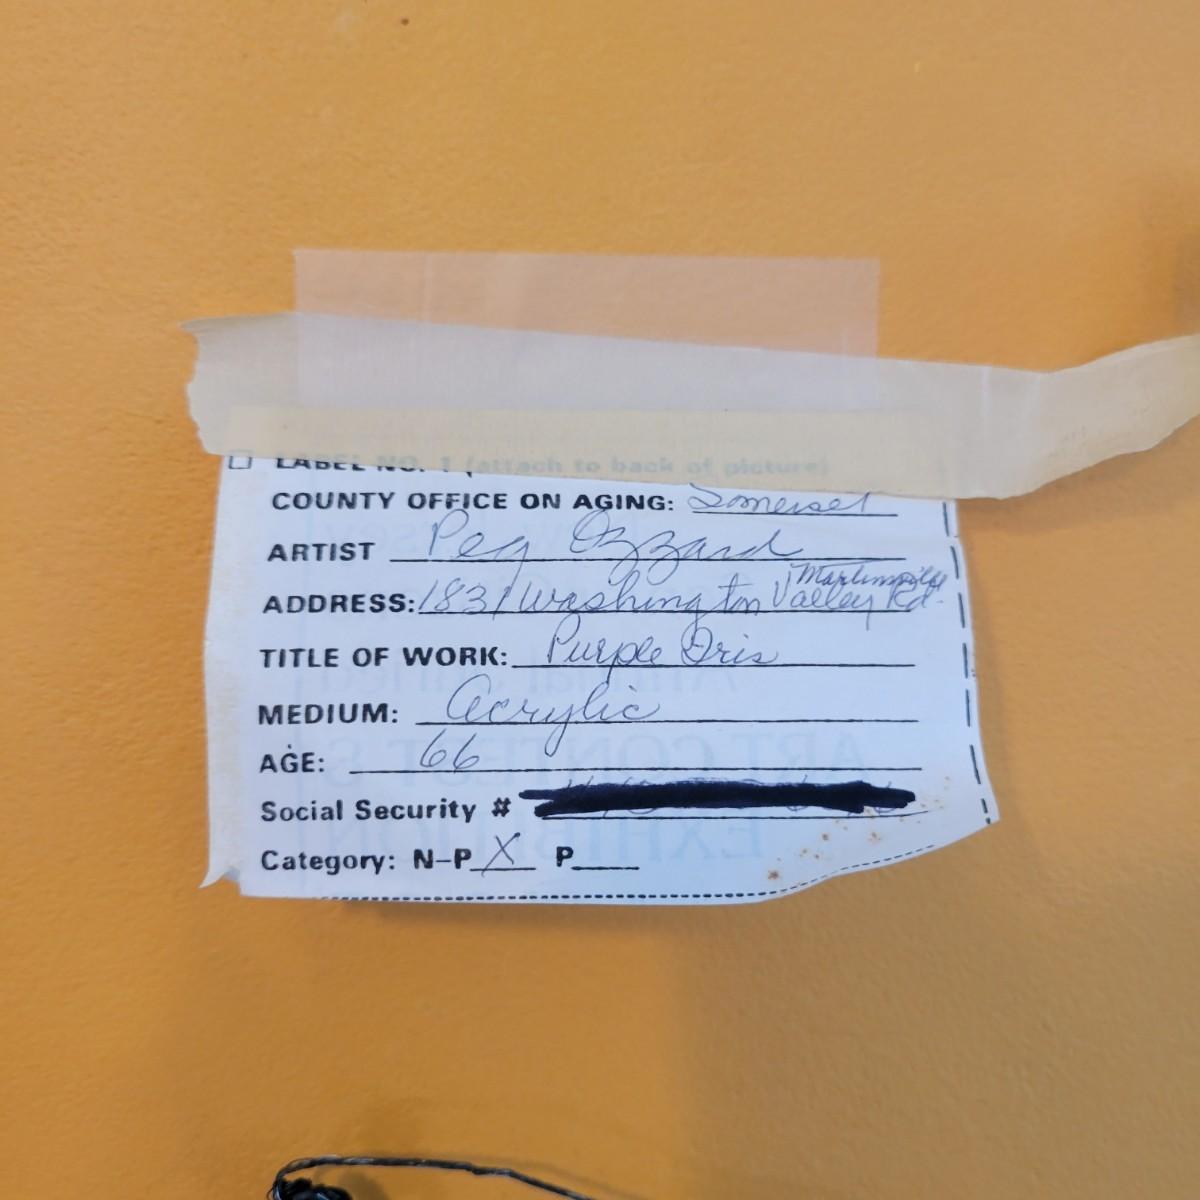 LABEL NO. 1 (attach to back of picture)
COUNTY OFFICE ON AGING: Somerset
ARTIST Peg Ozzard
Martinsville
ADDRESS: 1831 Washington Valley Rd.
TITLE OF WORK: Purple Iris
MEDIUM: Acrylic
AGE: 66
Social Security #
Category: N-P X P